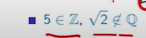 5 ∈ ℤ, √2 ∉ ℚ